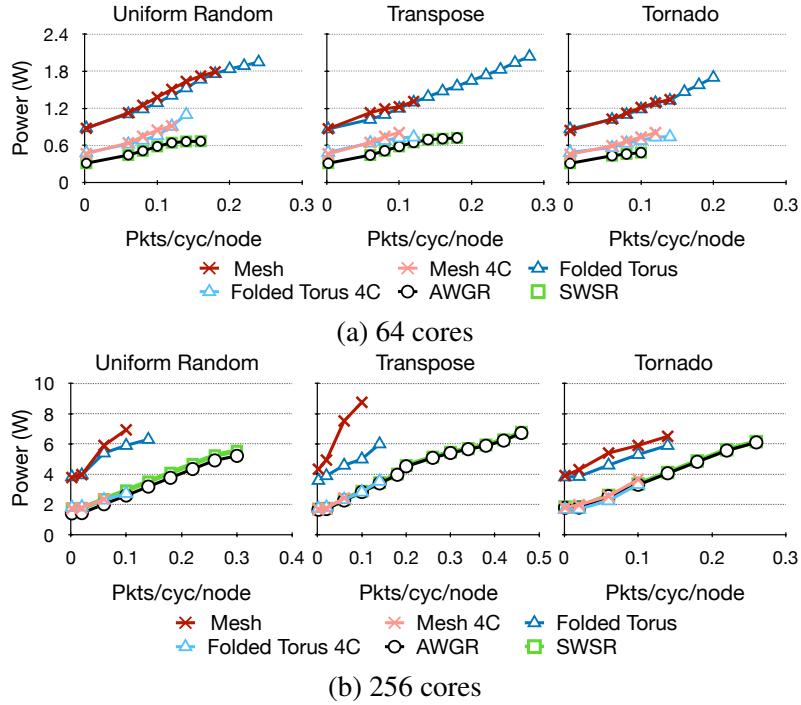 Uniform Random Transpose Tornado
2.4
1.8
1.2
0.6
0
Power (W)
0 0.1 0.2 0.3 0 0.1 0.2 0.3 0 0.1 0.2 0.3
Pkts/cyc/node Pkts/cyc/node Pkts/cyc/node
Mesh Mesh 4C Folded Torus
Folded Torus 4C AWGR SWSR
(a) 64 cores
Uniform Random Transpose Tornado
10
8
6
4
2
0
Power (W)
0 0.1 0.2 0.3 0.4 0 0.1 0.2 0.3 0.4 0.5 0 0.1 0.2 0.3
Pkts/cyc/node Pkts/cyc/node Pkts/cyc/node
Mesh Mesh 4C Folded Torus
Folded Torus 4C AWGR SWSR
(b) 256 cores